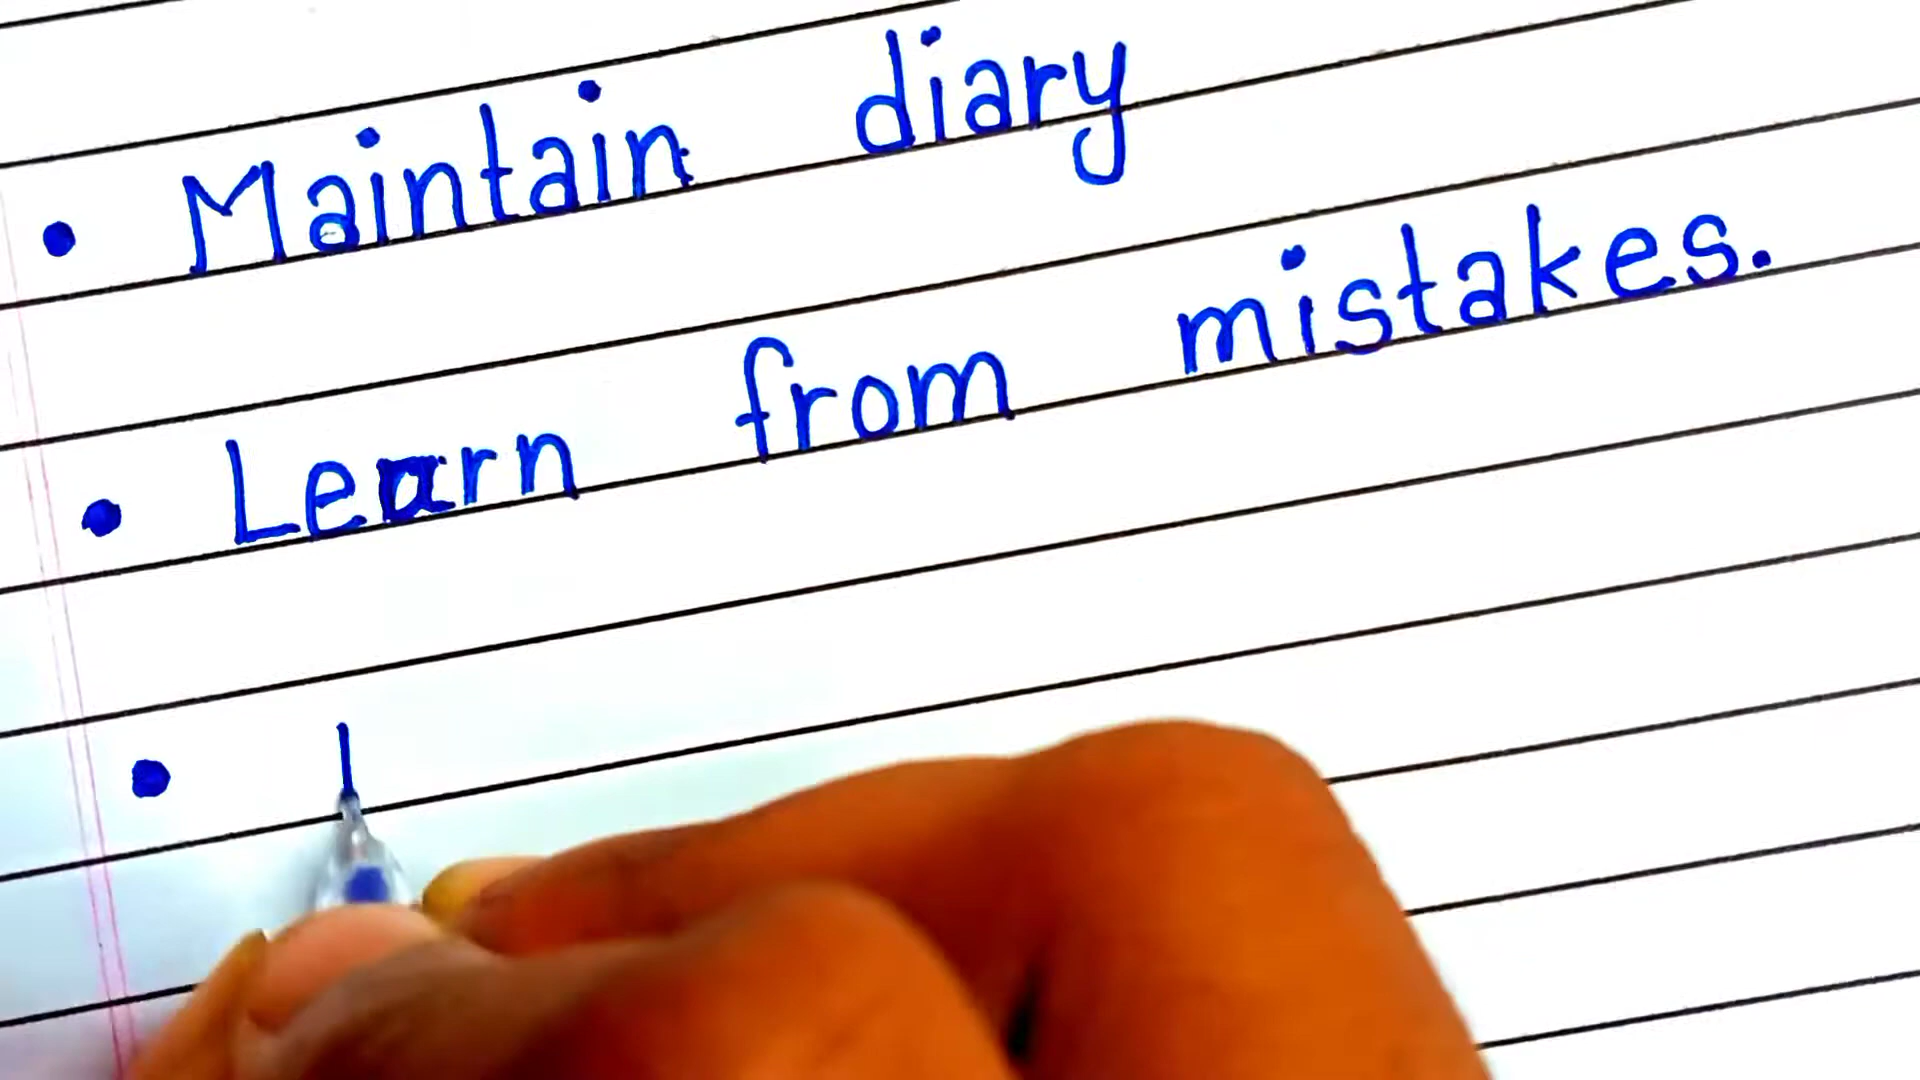 • Maintain diary
• Learn from mistakes.
•